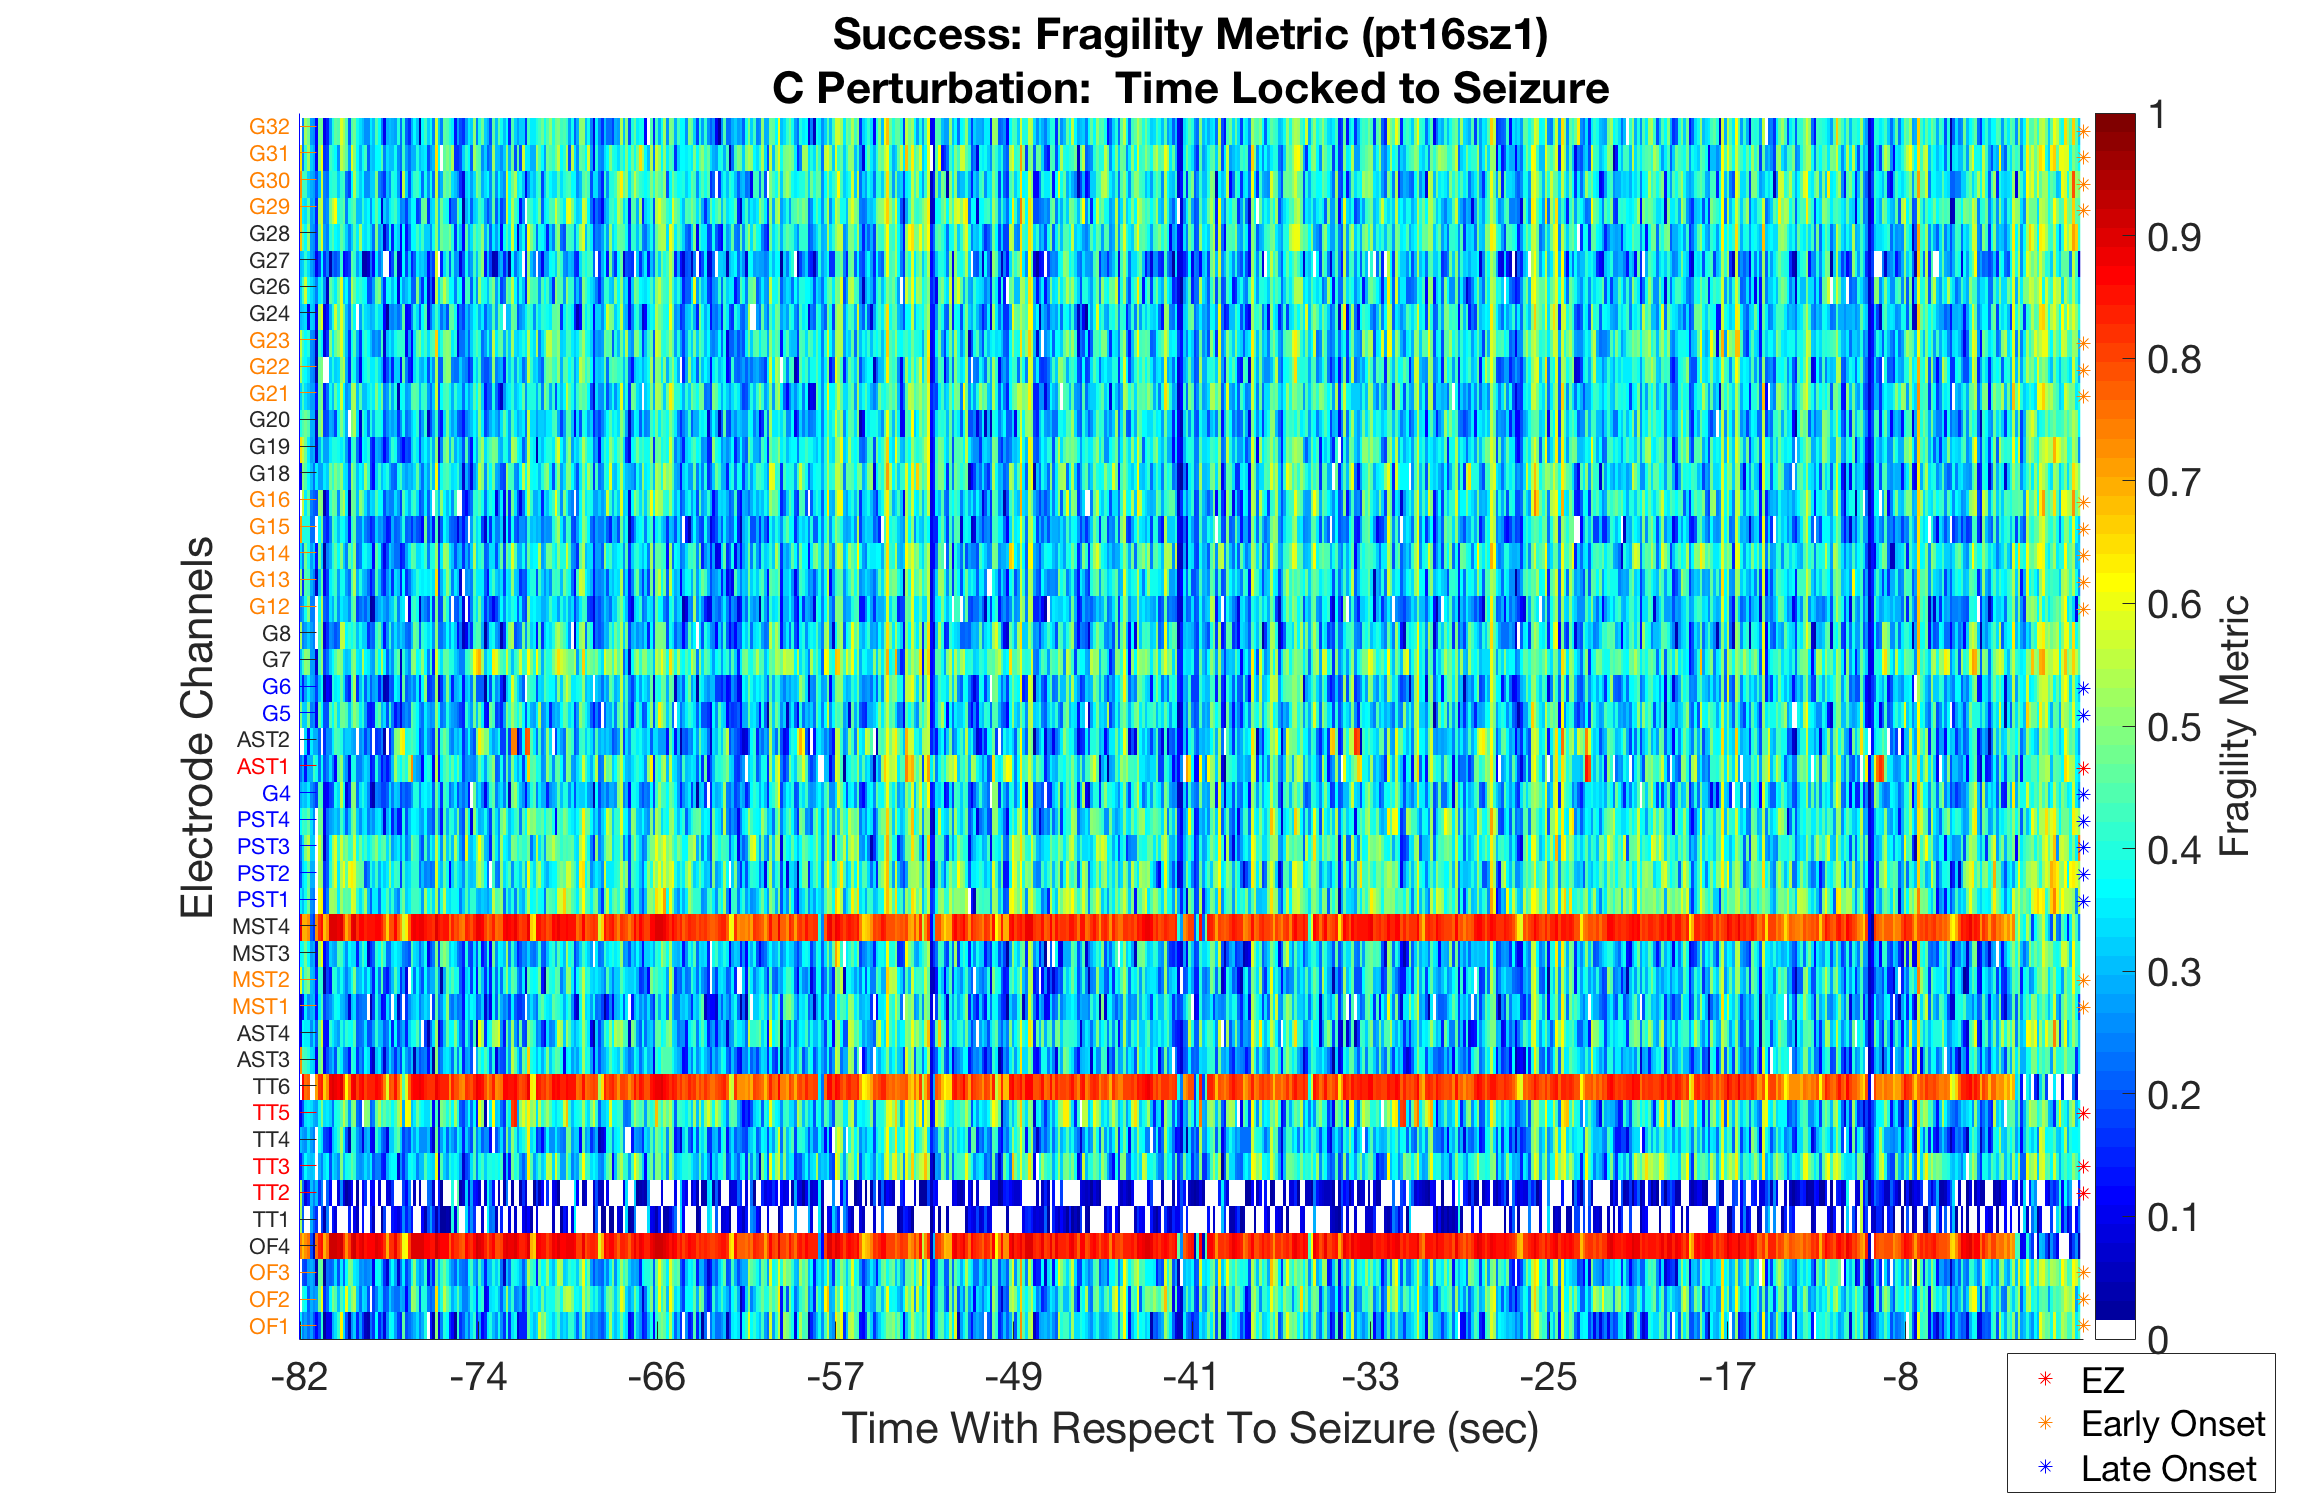 Success: Fragility Metric (pt16sz1)
C Perturbation: Time Locked to Seizure
Electrode Channels
G32
G31
G30
G29
G28
G27
G26
G24
G23
G22
G21
G20
G19
G18
G16
G15
G14
G13
G12
G8
G7
G6
G5
AST2
AST1
G4
PST4
PST3
PST2
PST1
MST4
MST3
MST2
MST1
AST4
AST3
TT6
TT5
TT4
TT3
TT2
TT1
OF4
OF3
OF2
OF1
-82 -74 -66 -57 -49 -41 -33 -25 -17 -8
Time With Respect To Seizure (sec)
1
0.9
0.8
0.7
0.6
0.5
0.4
0.3
0.2
0.1
0
Fragility Metric
EZ
Early Onset
Late Onset